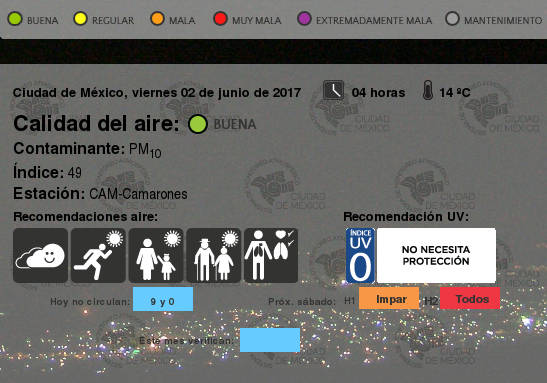 BUENA REGULAR MALA MUY MALA EXTREMADAMENTE MALA MANTENIMIENTO
Ciudad de México, viernes 02 de junio de 2017 04 horas 14 ºC
Calidad del aire: BUENA
Contaminante: PM10
Índice: 49
Estación: CAM-Camarones
Recomendaciones aire: Recomendación UV:
ÍNDICE
UV
0
NO NECESITA
PROTECCIÓN
Hoy no circulan: 9 y 0 Próx. sábado: H1 Impar H2 Todos
Este mes verifican:
CIUDAD
DE MÉXICO